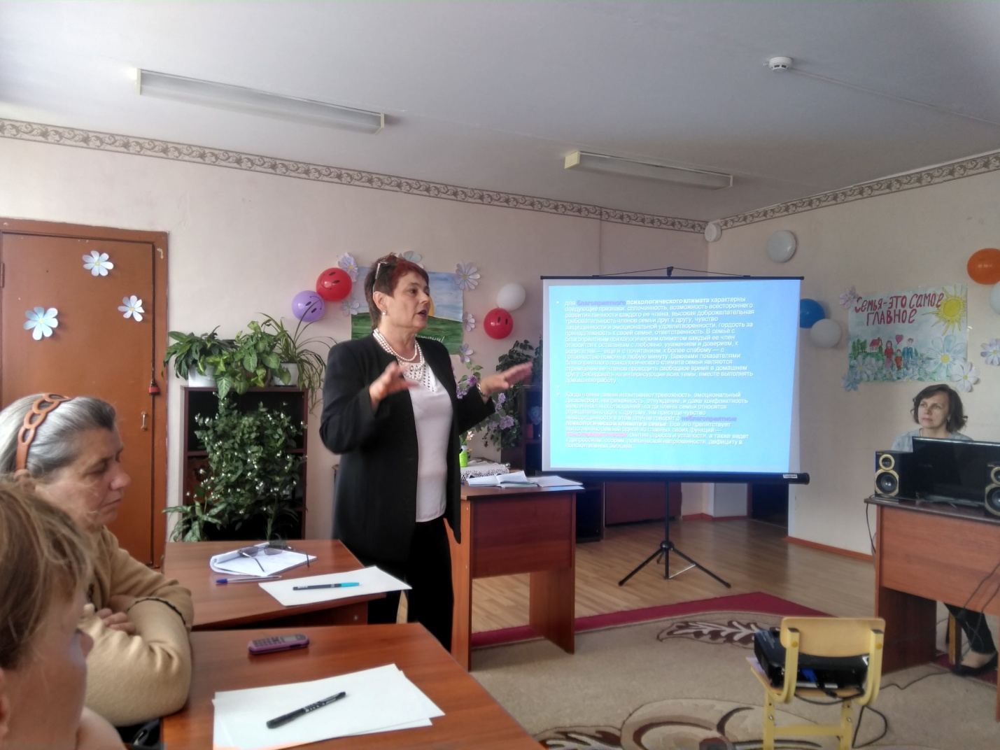 для благоприятного психологического климата характерны
следующие признаки: сплоченность, возможность всестороннего
развития личности каждого ее члена, высокая доброжелательная
требовательность членов семьи друг к другу, чувство
защищенности и эмоциональной удовлетворенности, гордость за
принадлежность к своей семье, ответственность. В семье с
благоприятным психологическим климатом каждый ее член
относится к остальным с любовью, уважением и доверием, к
родителям — еще и с почитанием, к более слабому — с
готовностью помочь в любую минуту. Важными показателями
благоприятного психологического климата семьи являются
стремление ее членов проводить свободное время в домашнем
кругу, беседовать на интересующие всех темы, вместе выполнять
домашнюю работу
Когда члены семьи испытывают тревожность, эмоциональный
дискомфорт, напряженность, отчуждение, и даже конфликтность
межличностных отношений, когда члены семьи относятся
отрицательно один к другому, им присуще чувство
незащищенности в этом случае говорят о неблагоприятном
психологическом климате в семье. Все это препятствует
выполнению семьей одной из главных своих функций —
психотерапевтической, снятия стресса и усталости, а также ведет
к депрессиям, ссорам, психической напряженности, дефициту в
положительных эмоциях.
Семья-это самое
главное